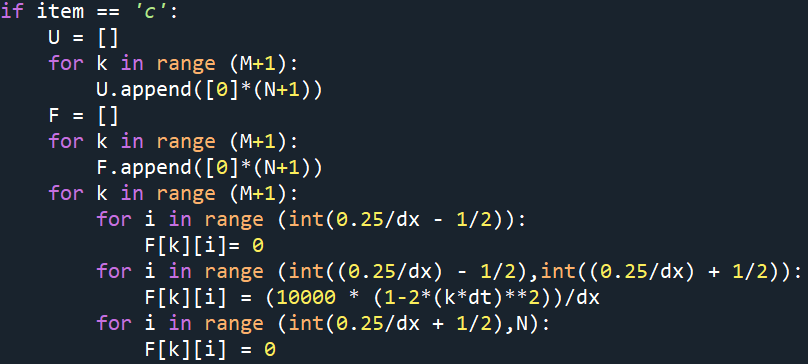 if item == 'c':
    U = []
    for k in range (M+1):
        U.append([0]*(N+1))
    F = []
    for k in range (M+1):
        F.append([0]*(N+1))
    for k in range (M+1):
        for i in range (int(0.25/dx - 1/2)):
            F[k][i]= 0
        for i in range (int((0.25/dx) - 1/2),int((0.25/dx) + 1/2)):
            F[k][i] = (10000 * (1-2*(k*dt)**2))/dx
        for i in range (int(0.25/dx + 1/2),N):
            F[k][i] = 0